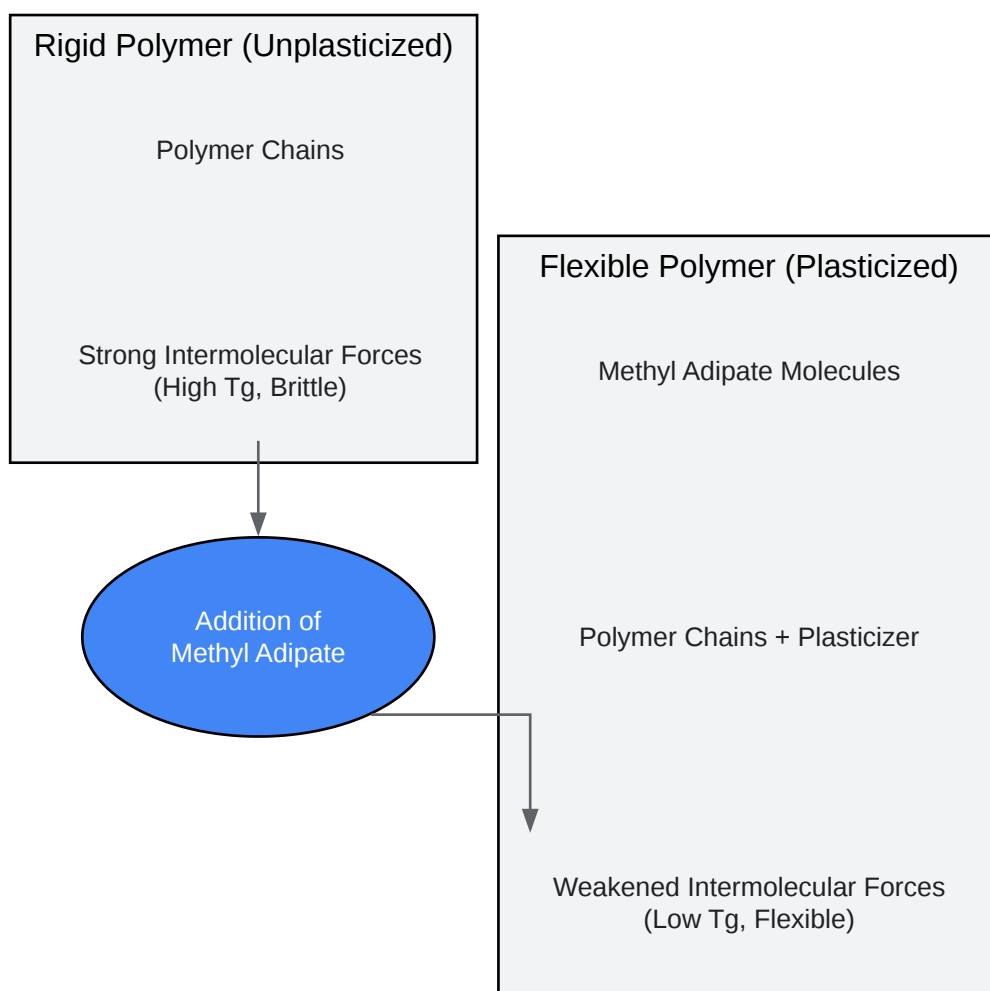 Rigid Polymer (Unplasticized)
Polymer Chains
Strong Intermolecular Forces
(High Tg, Brittle)
Addition of
Methyl Adipate
Flexible Polymer (Plasticized)
Methyl Adipate Molecules
Polymer Chains + Plasticizer
Weakened Intermolecular Forces
(Low Tg, Flexible)